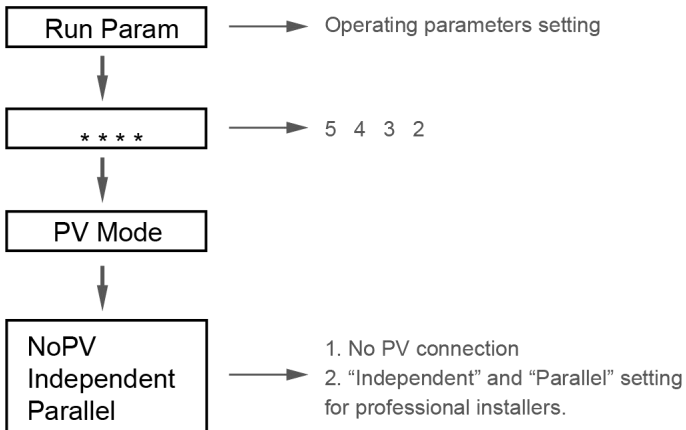 Run Param
Operating parameters setting
* * * *
5 4 3 2
PV Mode
NoPV
Independent
Parallel
1. No PV connection
2. “Independent” and “Parallel” setting
for professional installers.